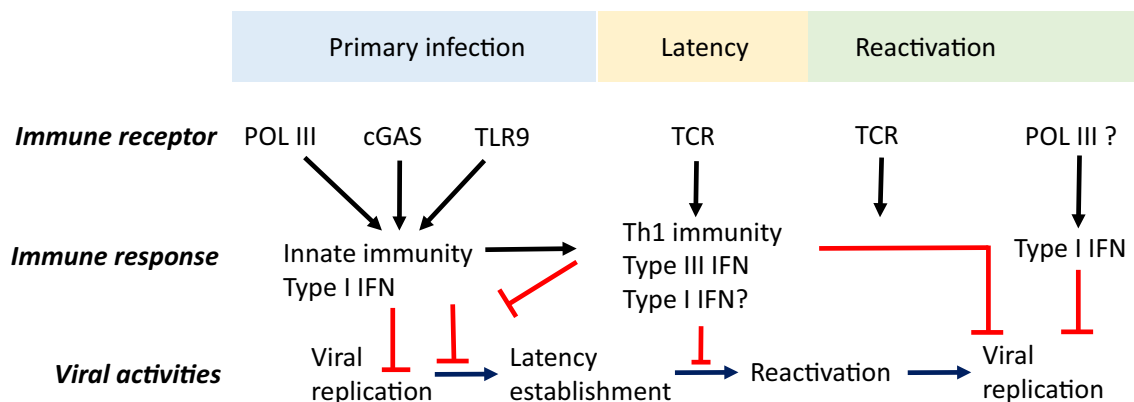 Primary infection Latency Reactivation
Immune receptor POL III cGAS TLR9 TCR TCR POL III ?
Immune response
Innate immunity
Type I IFN
Th1 immunity
Type III IFN
Type I IFN?
Type I IFN
Viral activities
Viral
replication
Latency
establishment
Reactivation
Viral
replication